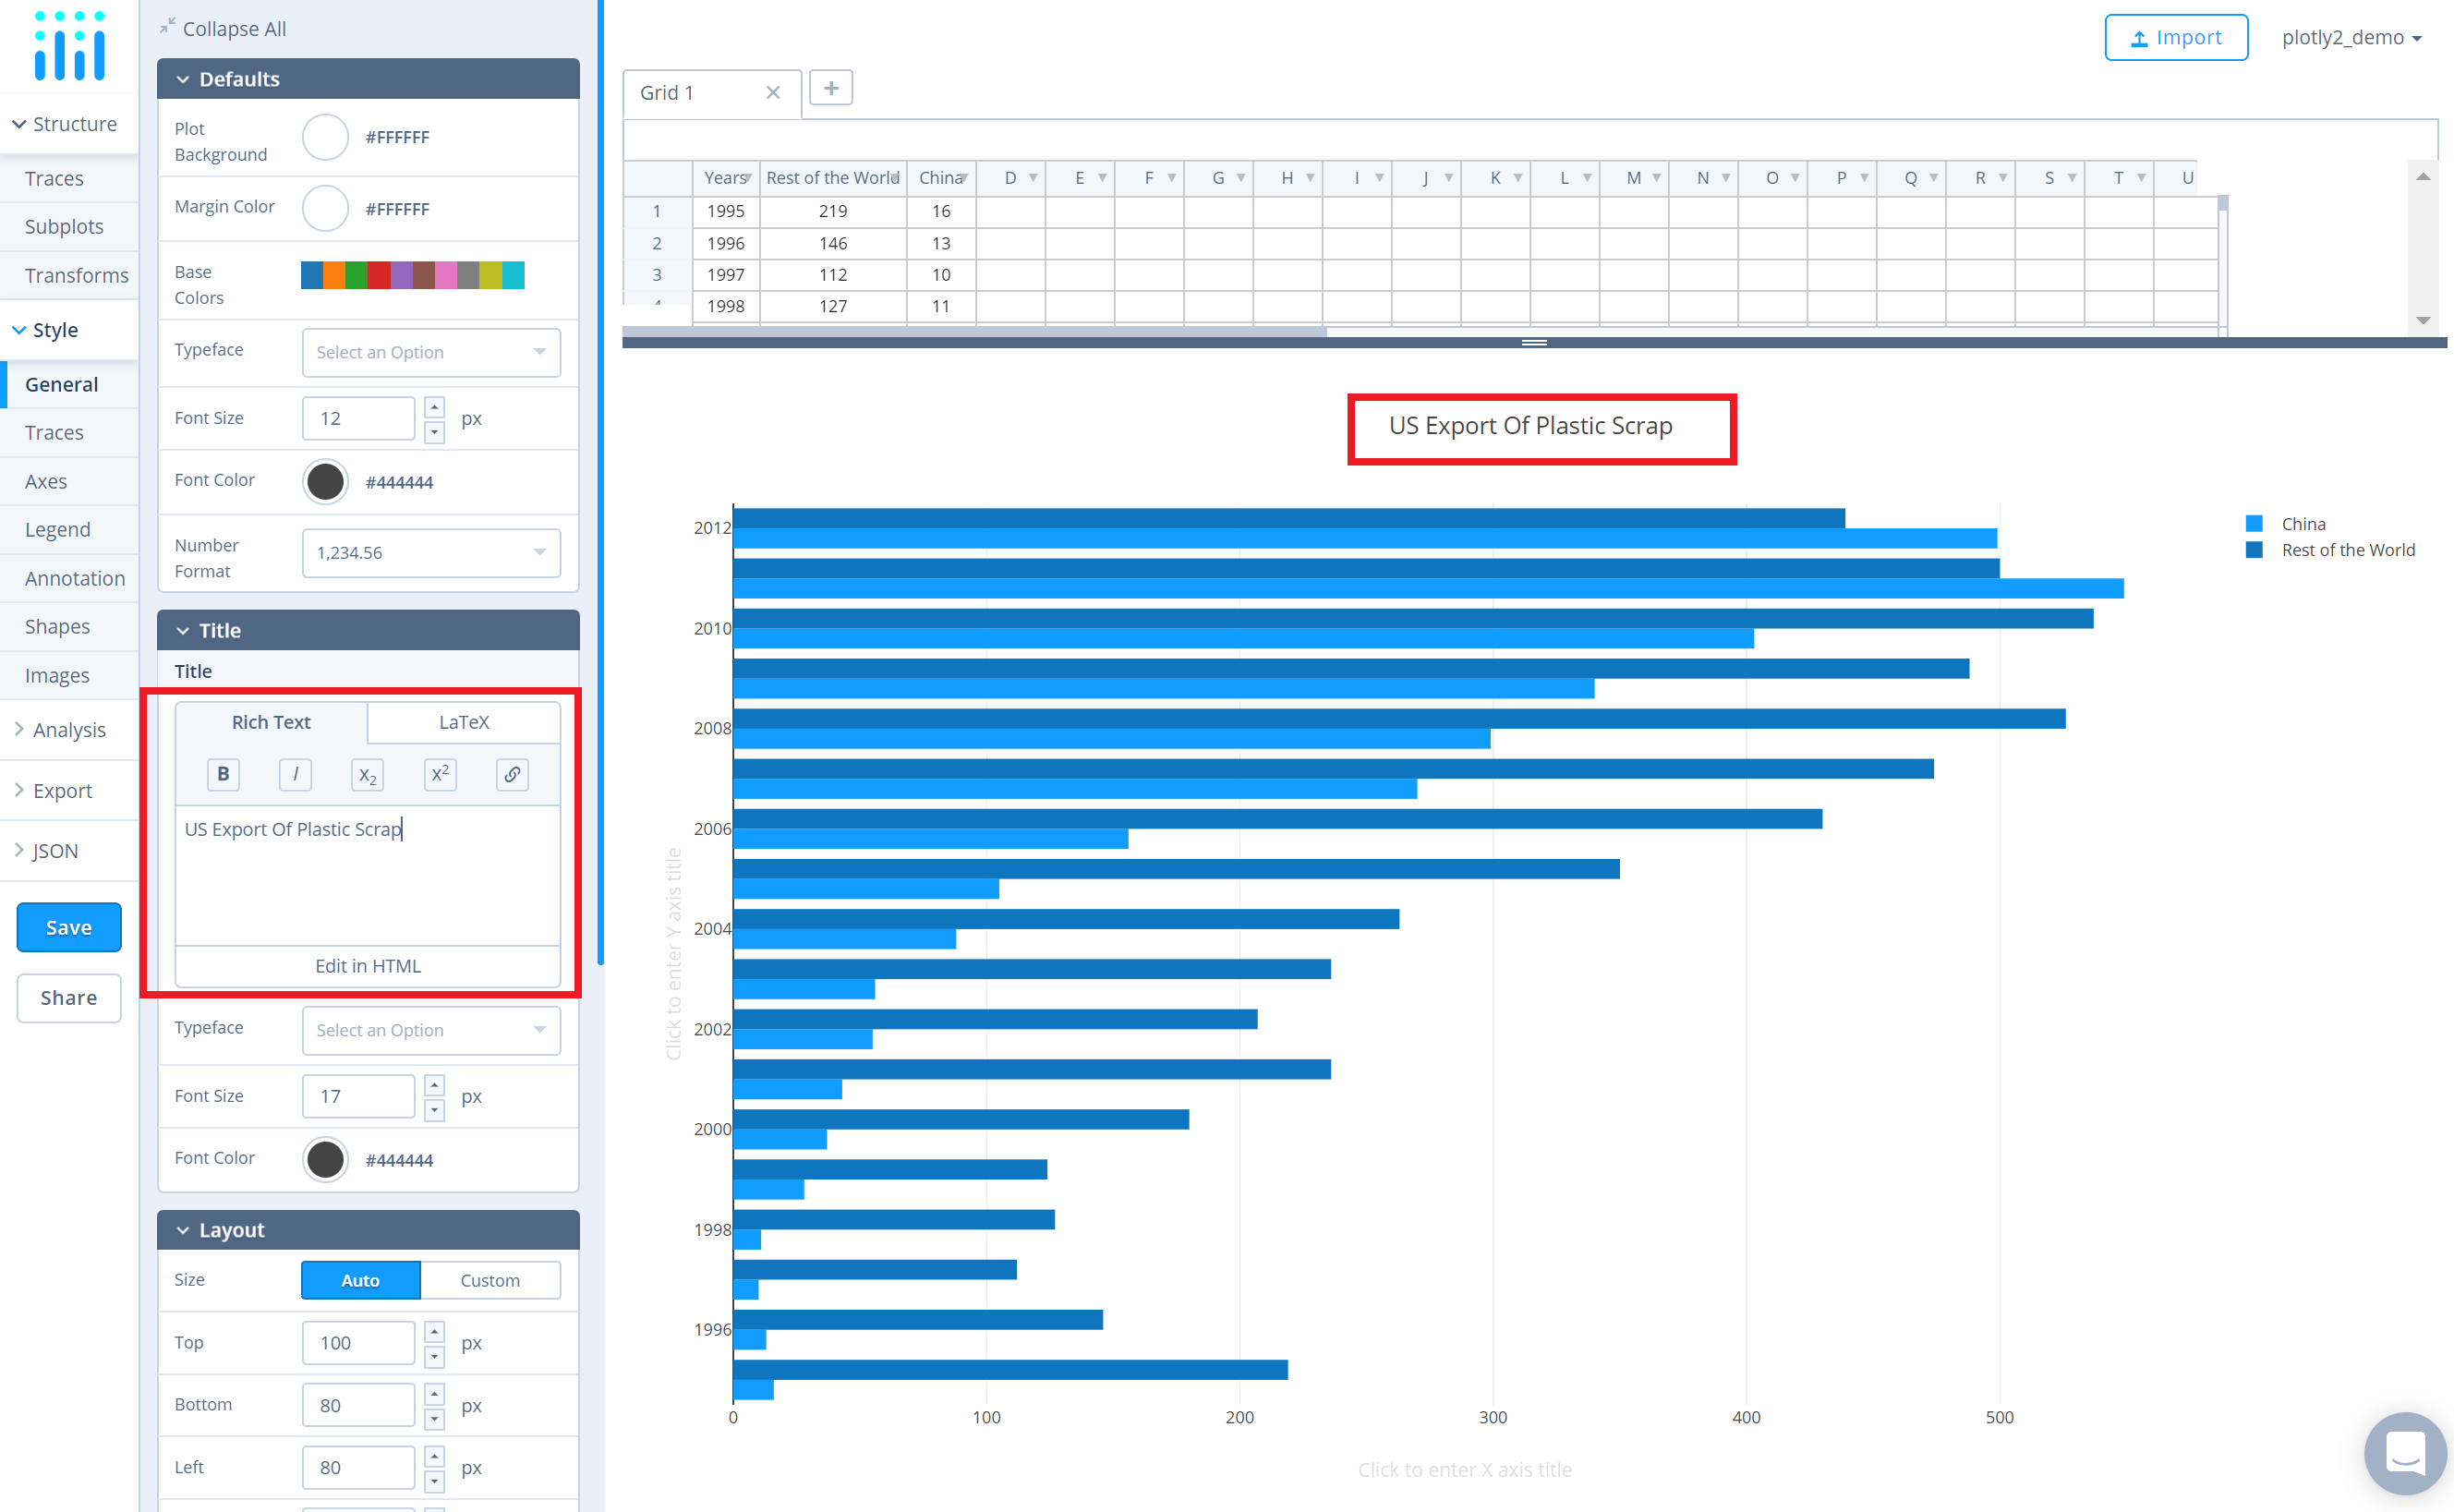 Collapse All
Import
plotly2_demo
Structure
Traces
Subplots
Transforms
Style
General
Traces
Axes
Legend
Annotation
Shapes
Images
Analysis
Export
JSON
Save
Share
Defaults
Plot
Background
#FFFFFF
Margin Color
#FFFFFF
Base
Colors
Typeface
Select an Option
Font Size
12
px
Font Color
#444444
Number
Format
1,234.56
Title
Title
Rich Text
LaTeX
B
I
X2
X2
US Export Of Plastic Scrap
Edit in HTML
Typeface
Select an Option
Font Size
17
px
Font Color
#444444
Layout
Size
Auto
Custom
Top
100
px
Bottom
80
px
Left
80
px
Grid 1
+
Years Rest of the World China D E F G H I J K L M N O P Q R S T U
1 1995 219 16
2 1996 146 13
3 1997 112 10
4 1998 127 11
US Export Of Plastic Scrap
China
Rest of the World
2012
2010
2008
2006
2004
2002
2000
1998
1996
Click to enter Y axis title
0 100 200 300 400 500
Click to enter X axis title